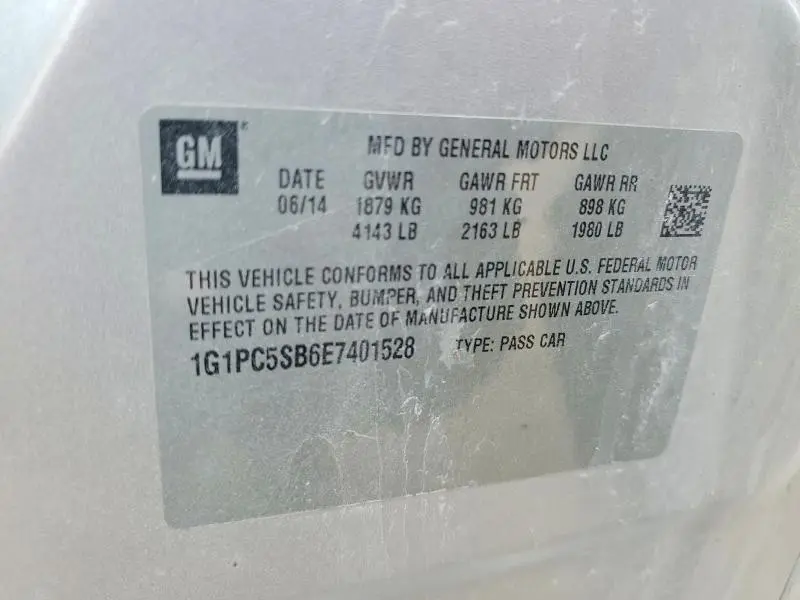 GM
MFD BY GENERAL MOTORS LLC
DATE GVWR GAWR FRT GAWR RR
06/14 1879 KG 981 KG 898 KG
4143 LB 2163 LB 1980 LB
THIS VEHICLE CONFORMS TO ALL APPLICABLE U.S. FEDERAL MOTOR
VEHICLE SAFETY, BUMPER, AND THEFT PREVENTION STANDARDS IN
EFFECT ON THE DATE OF MANUFACTURE SHOWN ABOVE.
1G1PC5SB6E7401528 TYPE: PASS CAR